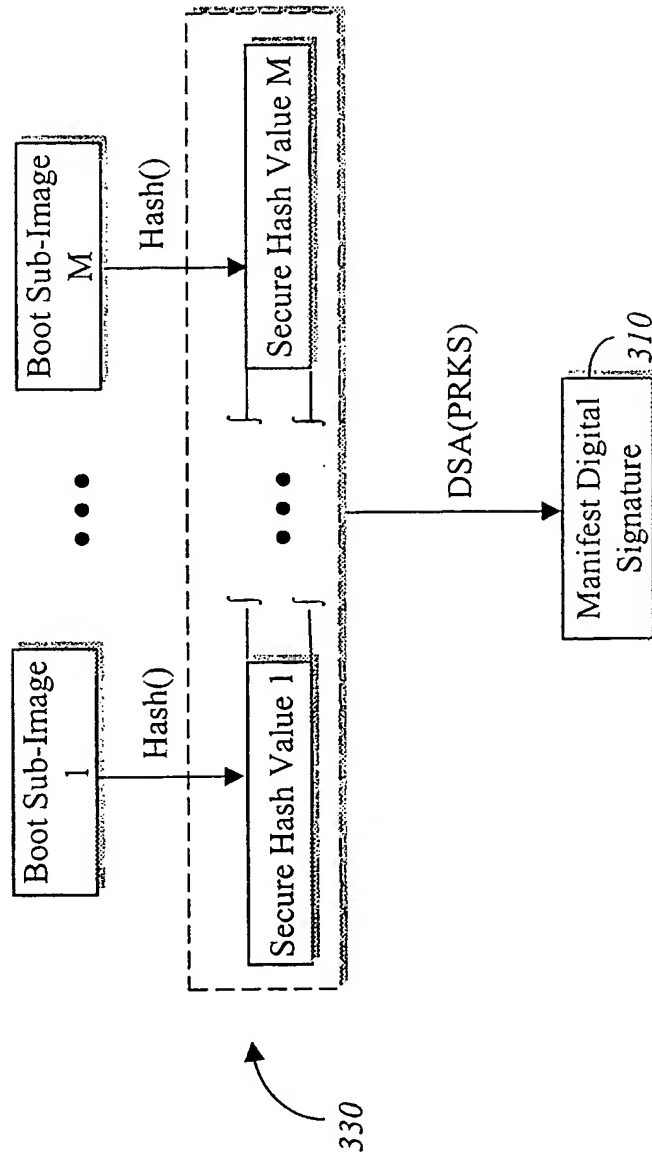 Boot Sub-Image
1
Boot Sub-Image
M
Hash()
Hash()
Secure Hash Value 1
Secure Hash Value M
330
DSA(PRKS)
Manifest Digital
Signature
310